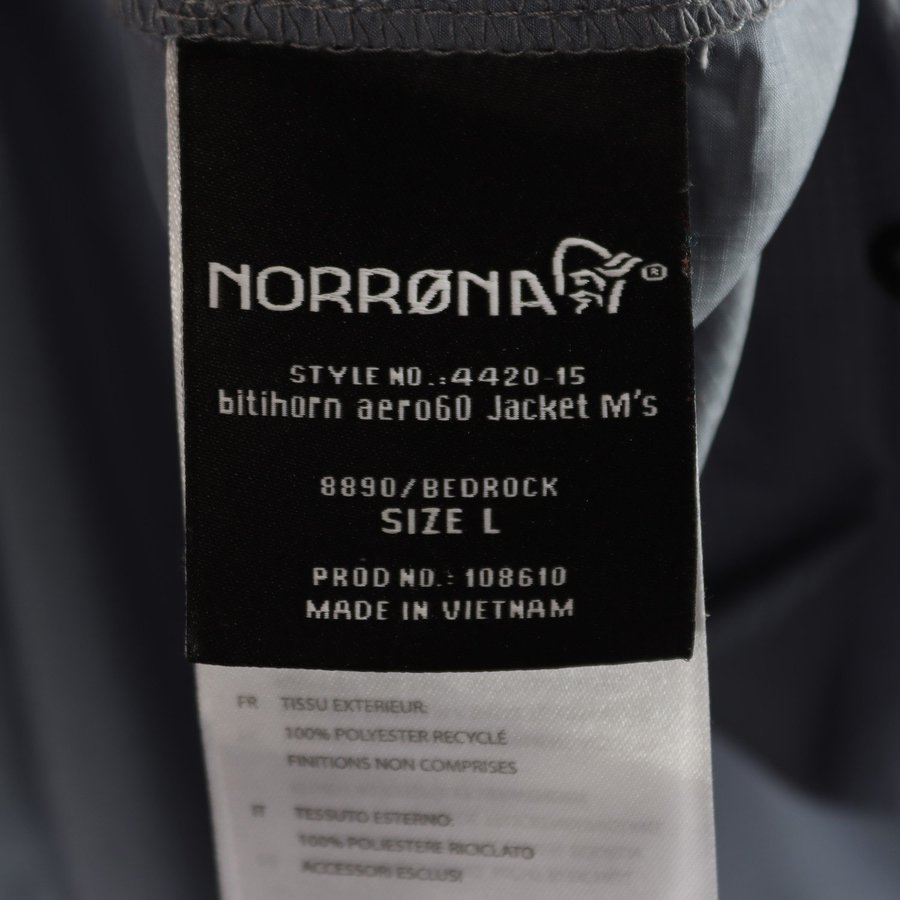 NORRØNA®
STYLE NO.:4420-15
bitihorn aero60 Jacket M's
8890/BEDROCK
SIZE L
PROD NO.: 108610
MADE IN VIETNAM
FR TISSU EXTERIEUR:
100% POLYESTER RECYCLÉ
FINITIONS NON COMPRISES
IT TESSUTO ESTERNO:
100% POLIESTERE RICICLATO
ACCESSORI ESCLUSI